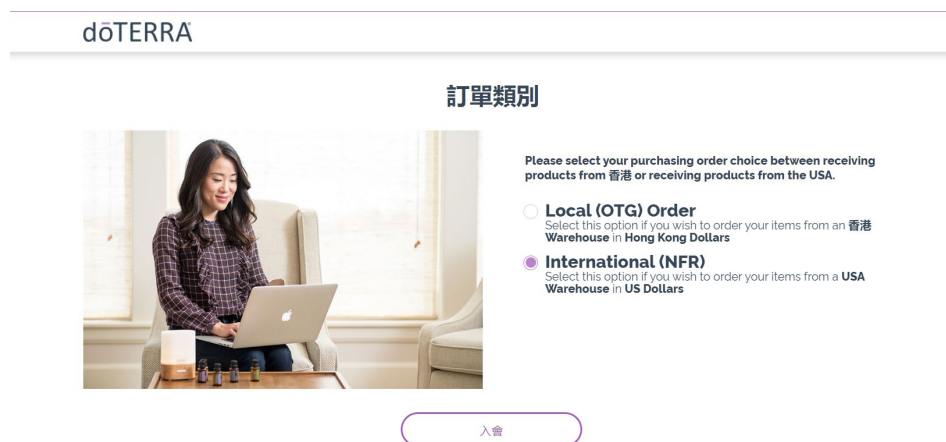 dōTERRA
訂單類別
Please select your purchasing order choice between receiving
products from 香港 or receiving products from the USA.
Local (OTG) Order
Select this option if you wish to order your items from an 香港
Warehouse in Hong Kong Dollars
International (NFR)
Select this option if you wish to order your items from a USA
Warehouse in US Dollars
入會